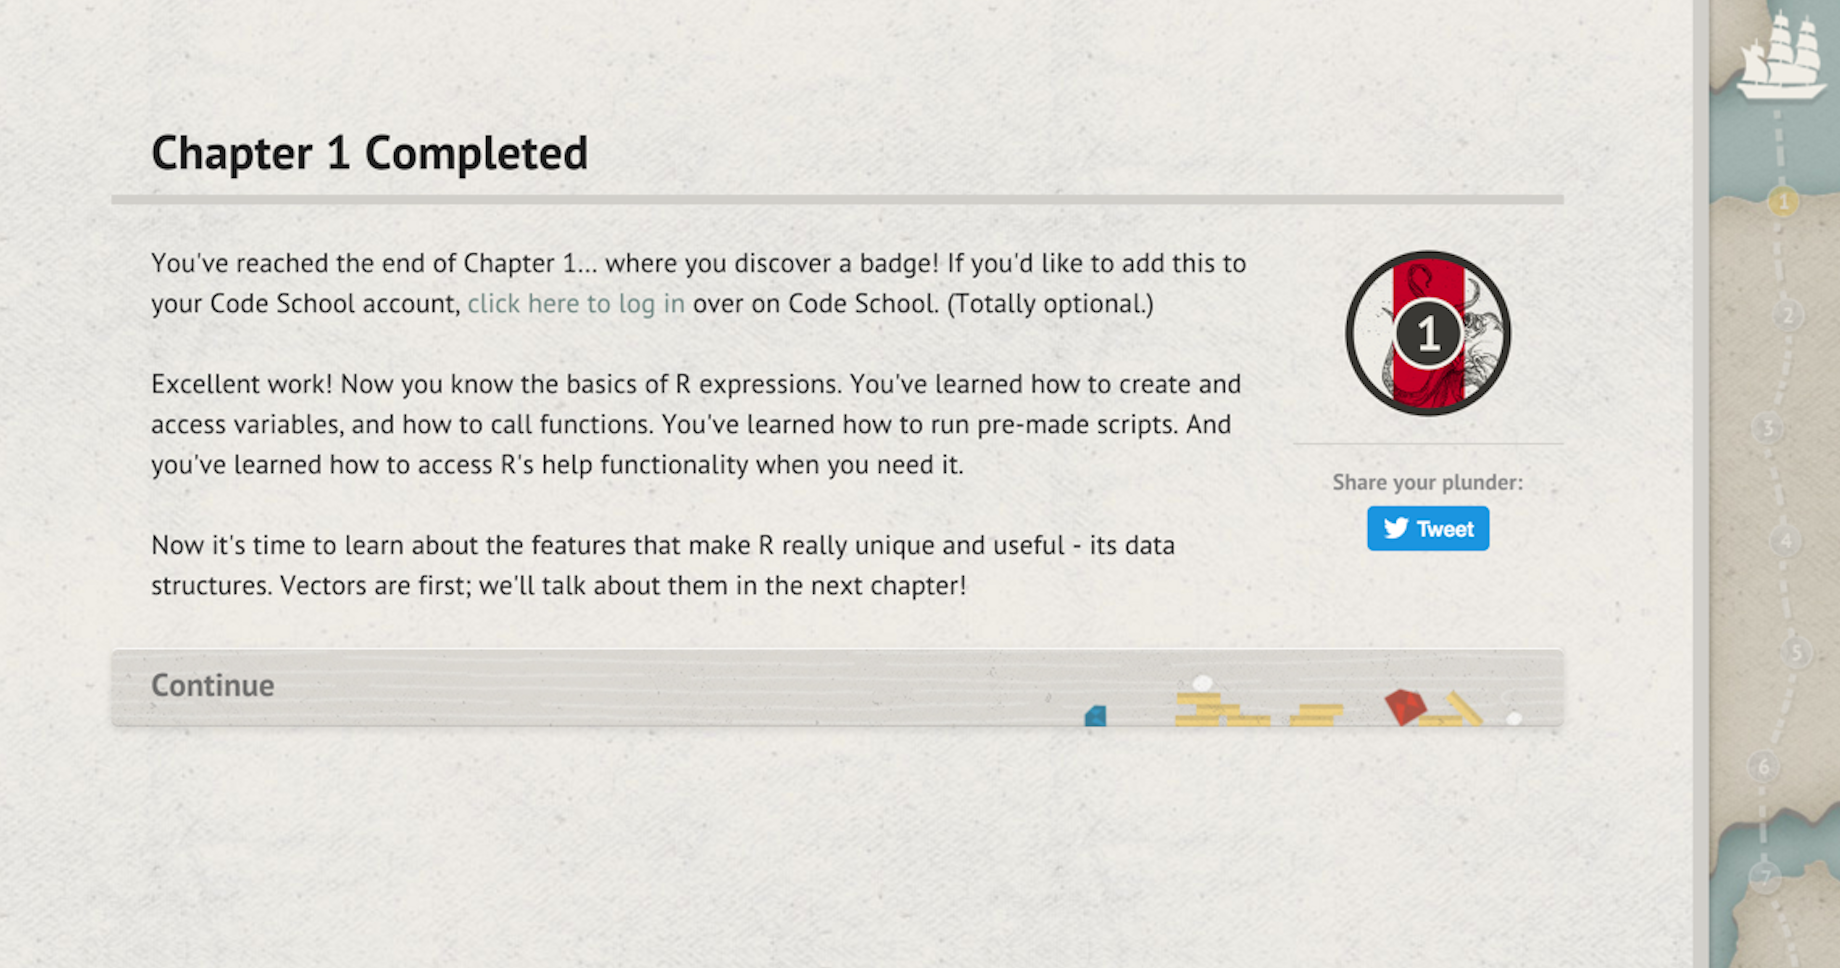 Chapter 1 Completed
You've reached the end of Chapter 1... where you discover a badge! If you'd like to add this to
your Code School account, click here to log in over on Code School. (Totally optional.)
Excellent work! Now you know the basics of R expressions. You've learned how to create and
access variables, and how to call functions. You've learned how to run pre-made scripts. And
you've learned how to access R's help functionality when you need it.
Now it's time to learn about the features that make R really unique and useful - its data
structures. Vectors are first; we'll talk about them in the next chapter!
Continue
1
Share your plunder:
Tweet
1
2
3
4
5
6
7